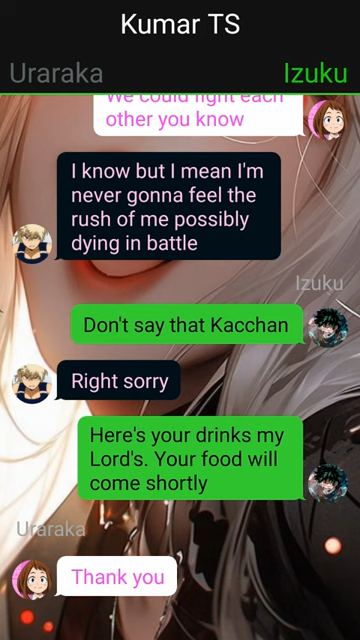 Kumar TS
Uraraka
Izuku
We could fight each
other you know
I know but I mean I'm
never gonna feel the
rush of me possibly
dying in battle
Izuku
Don't say that Kacchan
Right sorry
Here's your drinks my
Lord's. Your food will
come shortly
Uraraka
Thank you